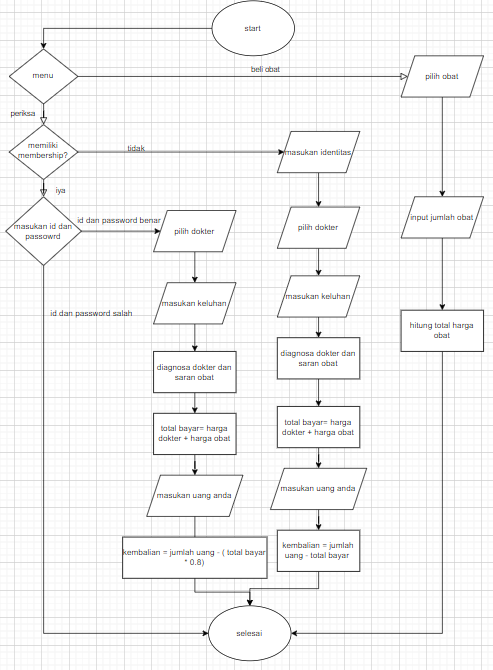 start
menu
beli obat
pilih obat
periksa
memiliki
membership?
tidak
masukan identitas
iya
masukan id dan
passowrd
id dan password benar
pilih dokter
pilih dokter
input jumlah obat
masukan keluhan
masukan keluhan
id dan password salah
hitung total harga
obat
diagnosa dokter dan
saran obat
diagnosa dokter dan
saran obat
total bayar= harga
dokter + harga obat
total bayar= harga
dokter + harga obat
masukan uang anda
masukan uang anda
kembalian = jumlah uang - ( total bayar
* 0.8)
kembalian = jumlah
uang - total bayar
selesai